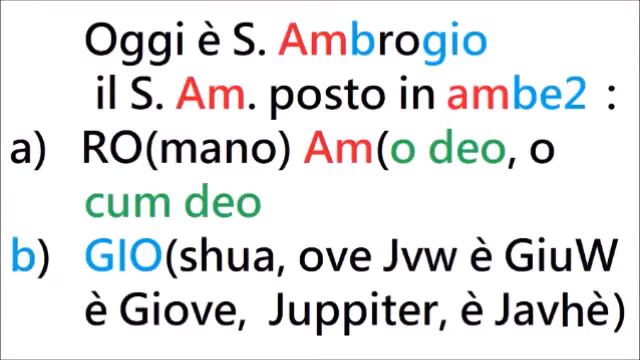 Oggi è S. Ambrogio
il S. Am. posto in ambe2 :
a) RO(mano) Am(o deo, o
cum deo
b) GIO(shua, ove Jvw è GiuW
è Giove, Juppiter, è Javhè)